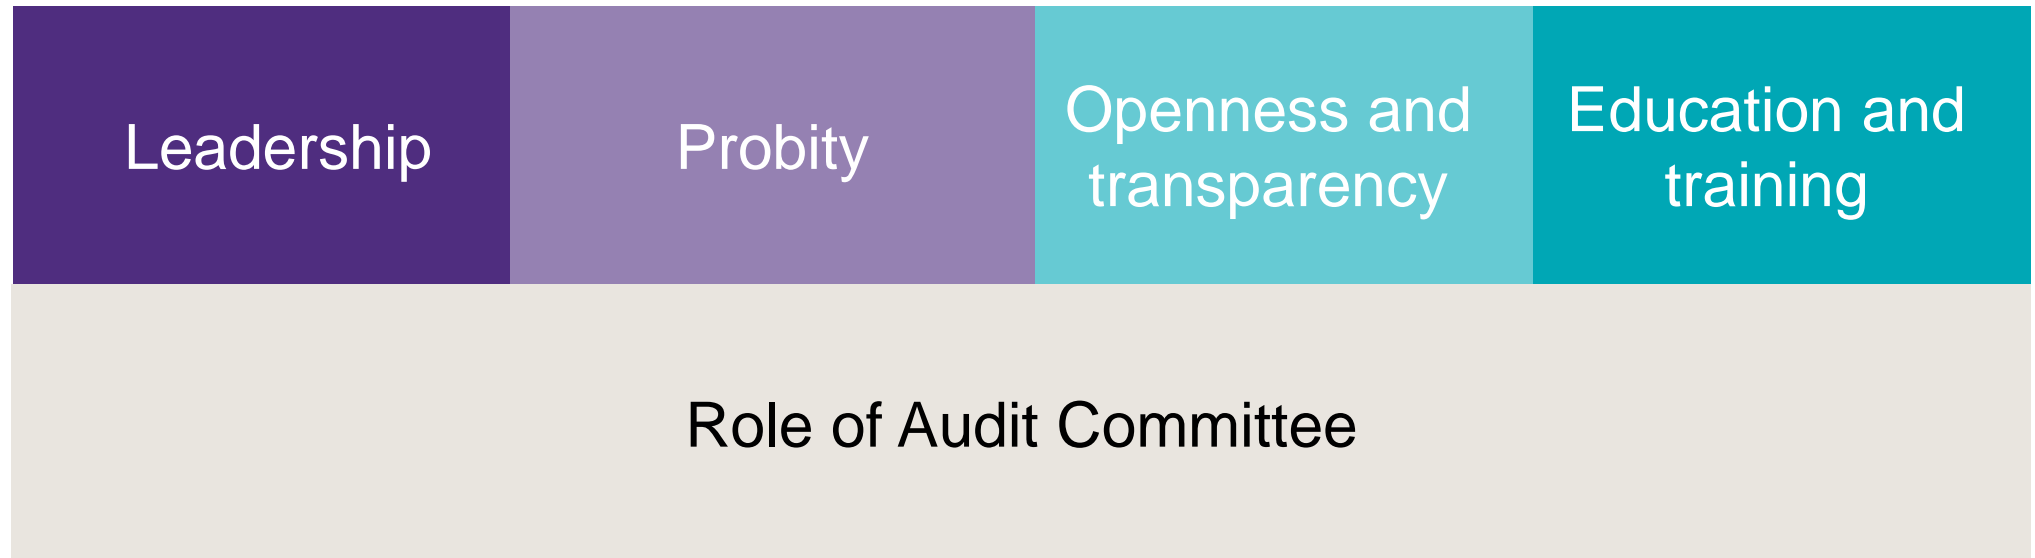 Leadership
Probity
Openness and
transparency
Education and
training
Role of Audit Committee